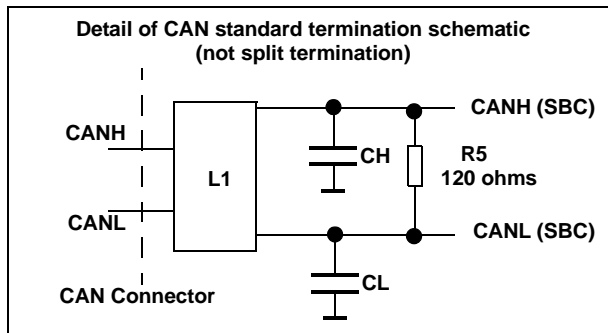 Detail of CAN standard termination schematic
(not split termination)
CANH
CANL
CAN Connector
L1
CH
CL
R5
120 ohms
CANH (SBC)
CANL (SBC)